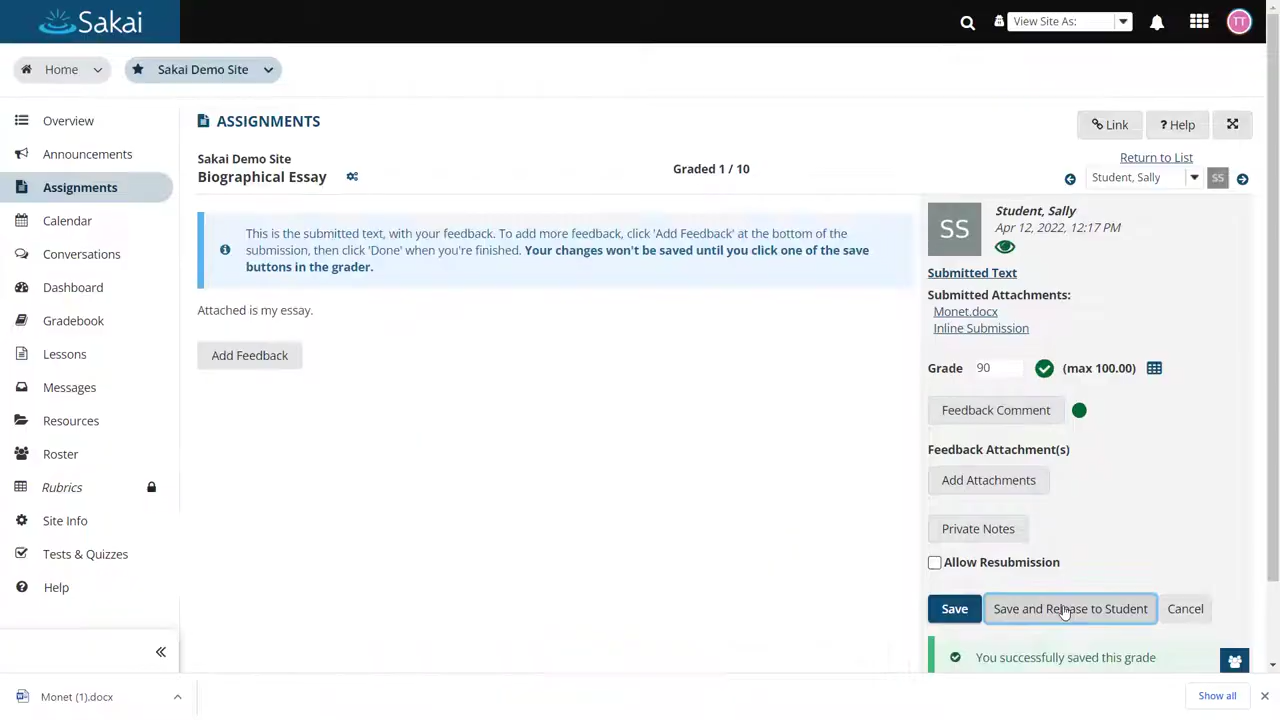 Sakai
View Site As:
TT
Home
Sakai Demo Site
Overview
Announcements
Assignments
Calendar
Conversations
Dashboard
Gradebook
Lessons
Messages
Resources
Roster
Rubrics
Site Info
Tests & Quizzes
Help
ASSIGNMENTS
Link
? Help
Sakai Demo Site
Biographical Essay
Graded 1 / 10
Return to List
Student, Sally
SS
This is the submitted text, with your feedback. To add more feedback, click 'Add Feedback' at the bottom of the
submission, then click 'Done' when you're finished. Your changes won't be saved until you click one of the save
buttons in the grader.
Attached is my essay.
Add Feedback
SS
Student, Sally
Apr 12, 2022, 12:17 PM
Submitted Text
Submitted Attachments:
Monet.docx
Inline Submission
Grade 90 (max 100.00)
Feedback Comment
Feedback Attachment(s)
Add Attachments
Private Notes
Allow Resubmission
Save Save and Release to Student Cancel
You successfully saved this grade
Monet (1).docx
Show all